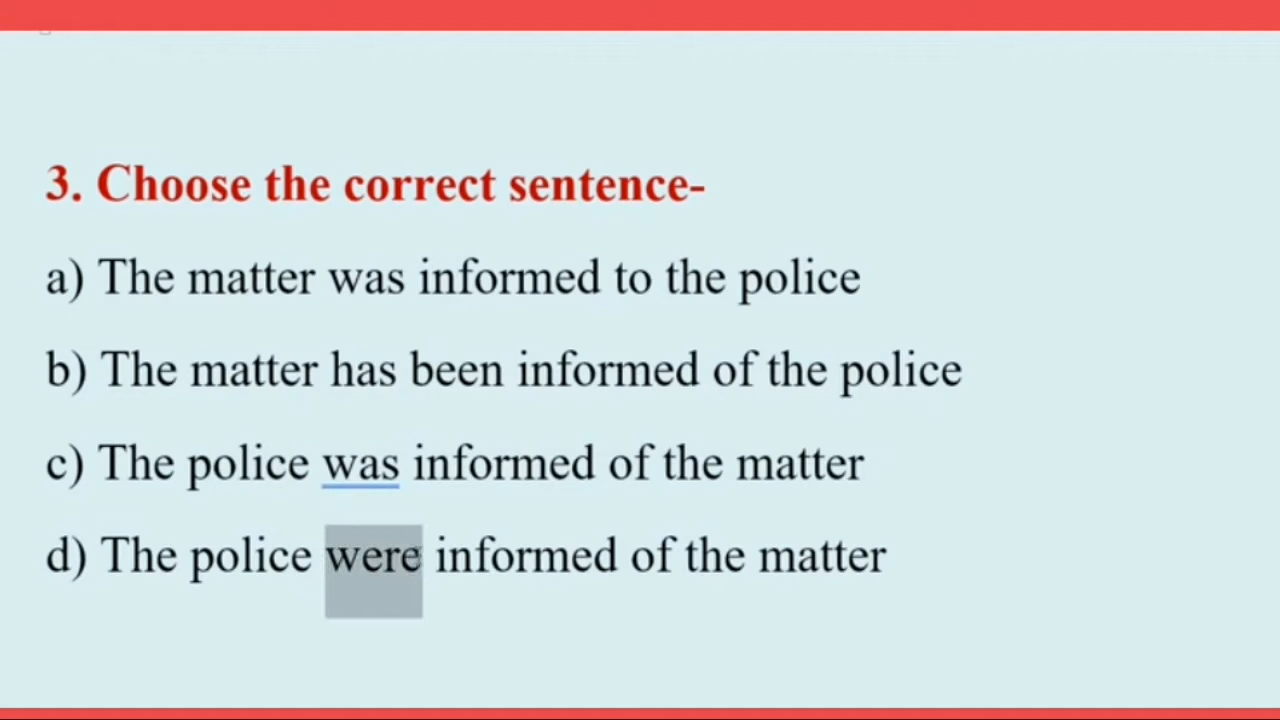 3. Choose the correct sentence-
a) The matter was informed to the police
b) The matter has been informed of the police
c) The police was informed of the matter
d) The police were informed of the matter